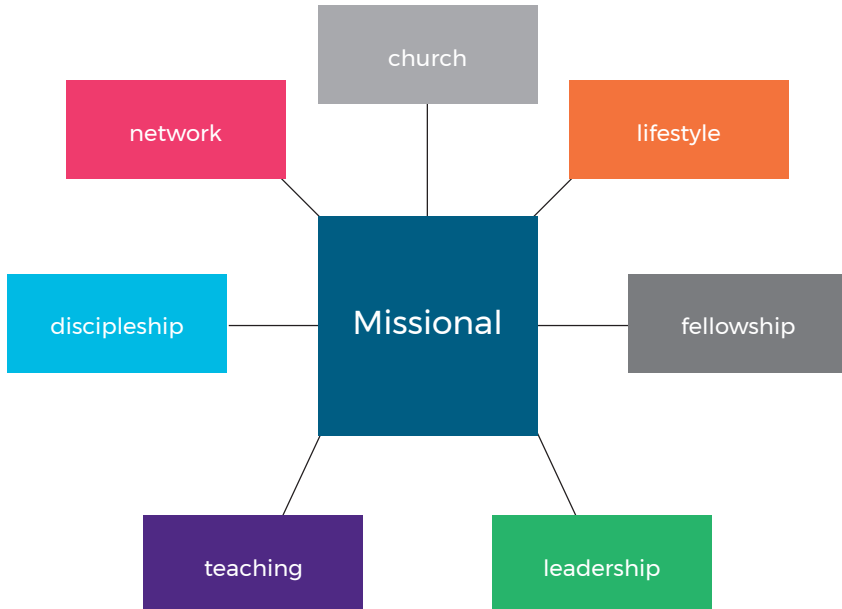 church
network
lifestyle
Missional
discipleship
fellowship
teaching
leadership